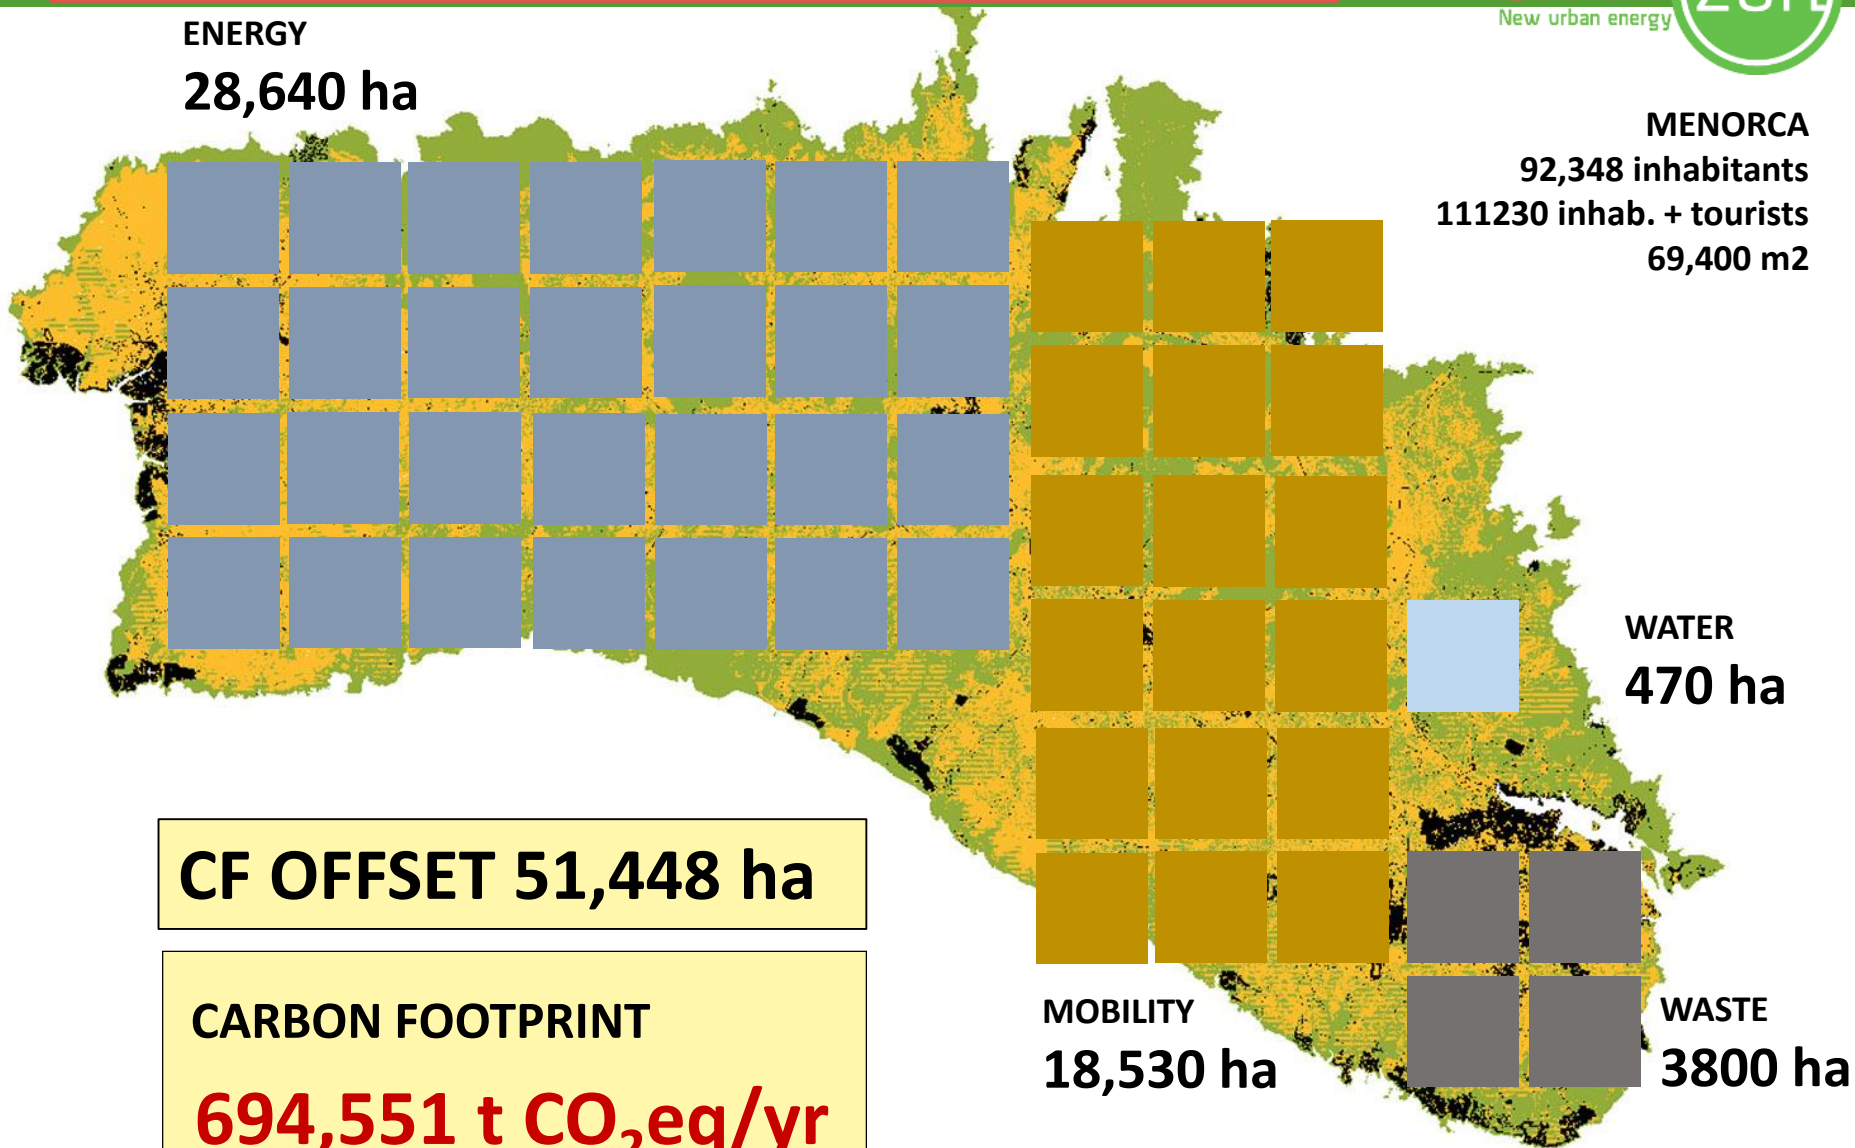 New urban energy
ENERGY
28,640 ha
MENORCA
92,348 inhabitants
111230 inhab. + tourists
69,400 m2
WATER
470 ha
CF OFFSET 51,448 ha
CARBON FOOTPRINT
694,551 t CO₂eq/yr
MOBILITY
18,530 ha
WASTE
3800 ha